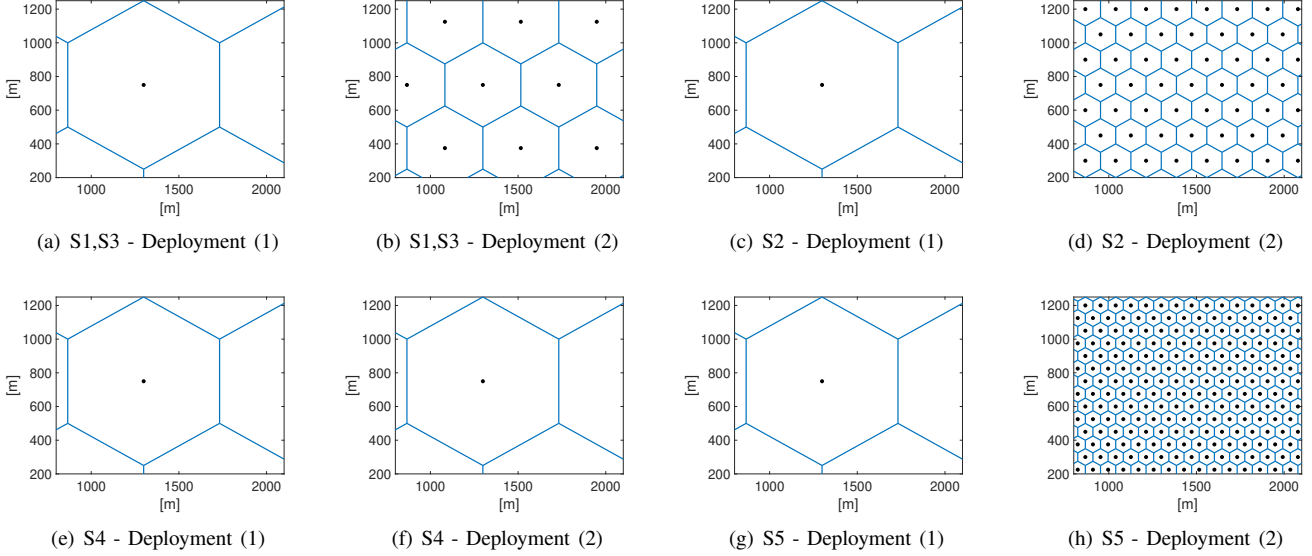 1200
1000
800
600
400
200
[m]
1000 1500 2000
[m]
(a) S1,S3 - Deployment (1)
1200
1000
800
600
400
200
[m]
1000 1500 2000
[m]
(b) S1,S3 - Deployment (2)
1200
1000
800
600
400
200
[m]
1000 1500 2000
[m]
(c) S2 - Deployment (1)
1200
1000
800
600
400
200
[m]
1000 1500 2000
[m]
(d) S2 - Deployment (2)
1200
1000
800
600
400
200
[m]
1000 1500 2000
[m]
(e) S4 - Deployment (1)
1200
1000
800
600
400
200
[m]
1000 1500 2000
[m]
(f) S4 - Deployment (2)
1200
1000
800
600
400
200
[m]
1000 1500 2000
[m]
(g) S5 - Deployment (1)
1200
1000
800
600
400
200
[m]
1000 1500 2000
[m]
(h) S5 - Deployment (2)